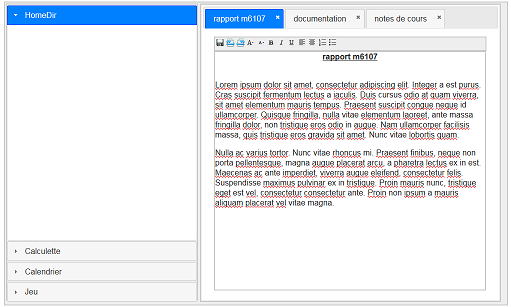 HomeDir
Calculette
Calendrier
Jeu
rapport m6107
documentation
notes de cours
rapport m6107
Lorem ipsum dolor sit amet, consectetur adipiscing elit. Integer a est purus.
Cras suscipit fermentum lectus a iaculis. Duis cursus odio at quam viverra,
sit amet elementum mauris tempus. Praesent suscipit congue neque id
ullamcorper. Quisque fringilla, nulla vitae elementum laoreet, ante massa
fringilla dolor, non tristique eros odio in augue. Nam ullamcorper facilisis
massa, quis tristique eros gravida sit amet. Nunc vitae lobortis quam.
Nulla ac varius tortor. Nunc vitae rhoncus mi. Praesent finibus, neque non
porta pellentesque, magna augue placerat arcu, a pharetra lectus ex in est.
Maecenas ac ante imperdiet, viverra augue eleifend, consectetur felis.
Suspendisse maximus pulvinar ex in tristique. Proin mauris nunc, tristique
eget est vel, consectetur consectetur ante. Proin non ipsum a mauris
aliquam placerat vel vitae magna.